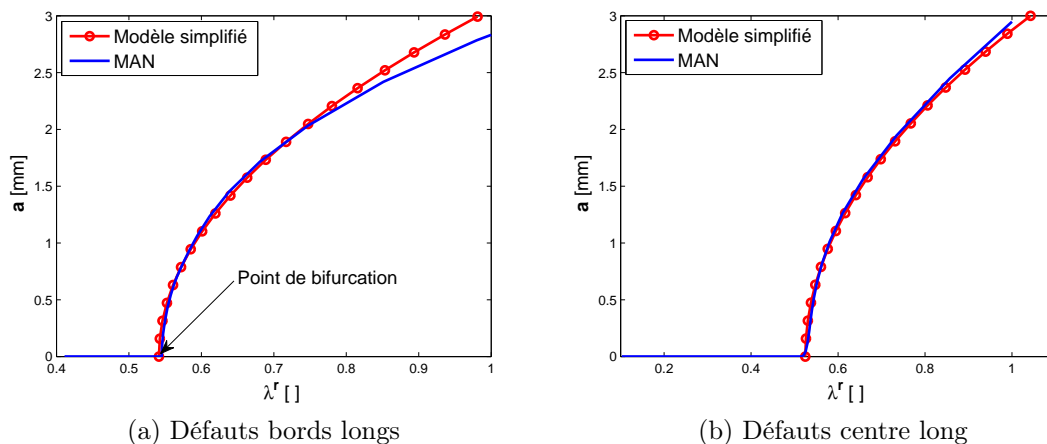 3
2.5
2
1.5
1
0.5
0
a [mm]
Modèle simplifié
MAN
Point de bifurcation
0.4 0.5 0.6 0.7 0.8 0.9 1
λʳ [ ]
(a) Défauts bords longs
3
2.5
2
1.5
1
0.5
0
a [mm]
Modèle simplifié
MAN
0.2 0.4 0.6 0.8 1
λʳ [ ]
(b) Défauts centre long